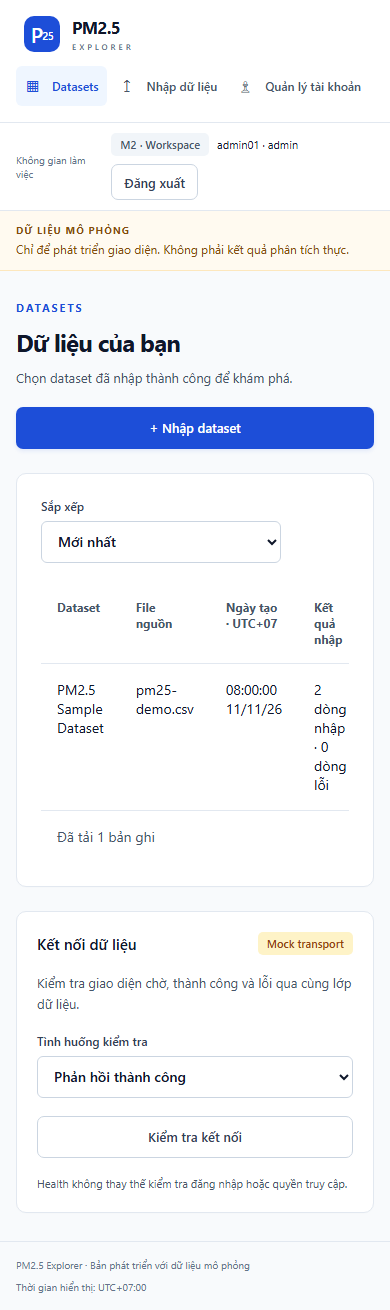 P25
PM2.5
EXPLORER
Datasets
Nhập dữ liệu
Quản lý tài khoản
Không gian làm
việc
M2 · Workspace
admin01 · admin
Đăng xuất
DỮ LIỆU MÔ PHỎNG
Chỉ để phát triển giao diện. Không phải kết quả phân tích thực.
DATASETS
Dữ liệu của bạn
Chọn dataset đã nhập thành công để khám phá.
+ Nhập dataset
Sắp xếp
Mới nhất
Dataset
File
nguồn
Ngày tạo
· UTC+07
Kết
quả
nhập
PM2.5
Sample
Dataset
pm25-
demo.csv
08:00:00
11/11/26
2
dòng
nhập
· 0
dòng
lỗi
Đã tải 1 bản ghi
Kết nối dữ liệu
Mock transport
Kiểm tra giao diện chờ, thành công và lỗi qua cùng lớp
dữ liệu.
Tình huống kiểm tra
Phản hồi thành công
Kiểm tra kết nối
Health không thay thế kiểm tra đăng nhập hoặc quyền truy cập.
PM2.5 Explorer · Bản phát triển với dữ liệu mô phỏng
Thời gian hiển thị: UTC+07:00